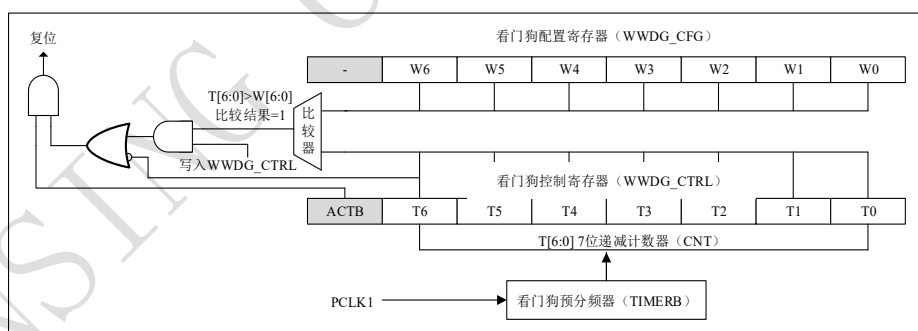 复位
看门狗配置寄存器（WWDG_CFG）
- W6 W5 W4 W3 W2 W1 W0
T[6:0]>W[6:0]
比较结果=1
比较器
写入WWDG_CTRL
看门狗控制寄存器（WWDG_CTRL）
ACTB T6 T5 T4 T3 T2 T1 T0
T[6:0] 7位递减计数器（CNT）
PCLK1
看门狗预分频器（TIMERB）